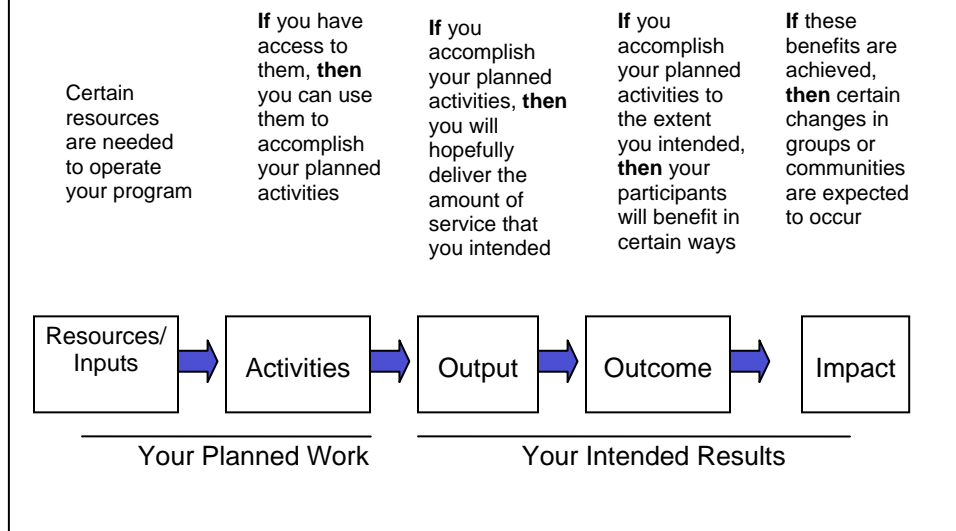 Certain
resources
are needed
to operate
your program
If you have
access to
them, then
you can use
them to
accomplish
your planned
activities
If you
accomplish
your planned
activities, then
you will
hopefully
deliver the
amount of
service that
you intended
If you
accomplish
your planned
activities to
the extent
you intended,
then your
participants
will benefit in
certain ways
If these
benefits are
achieved,
then certain
changes in
groups or
communities
are expected
to occur
Resources/
Inputs
Activities
Output
Outcome
Impact
Your Planned Work
Your Intended Results